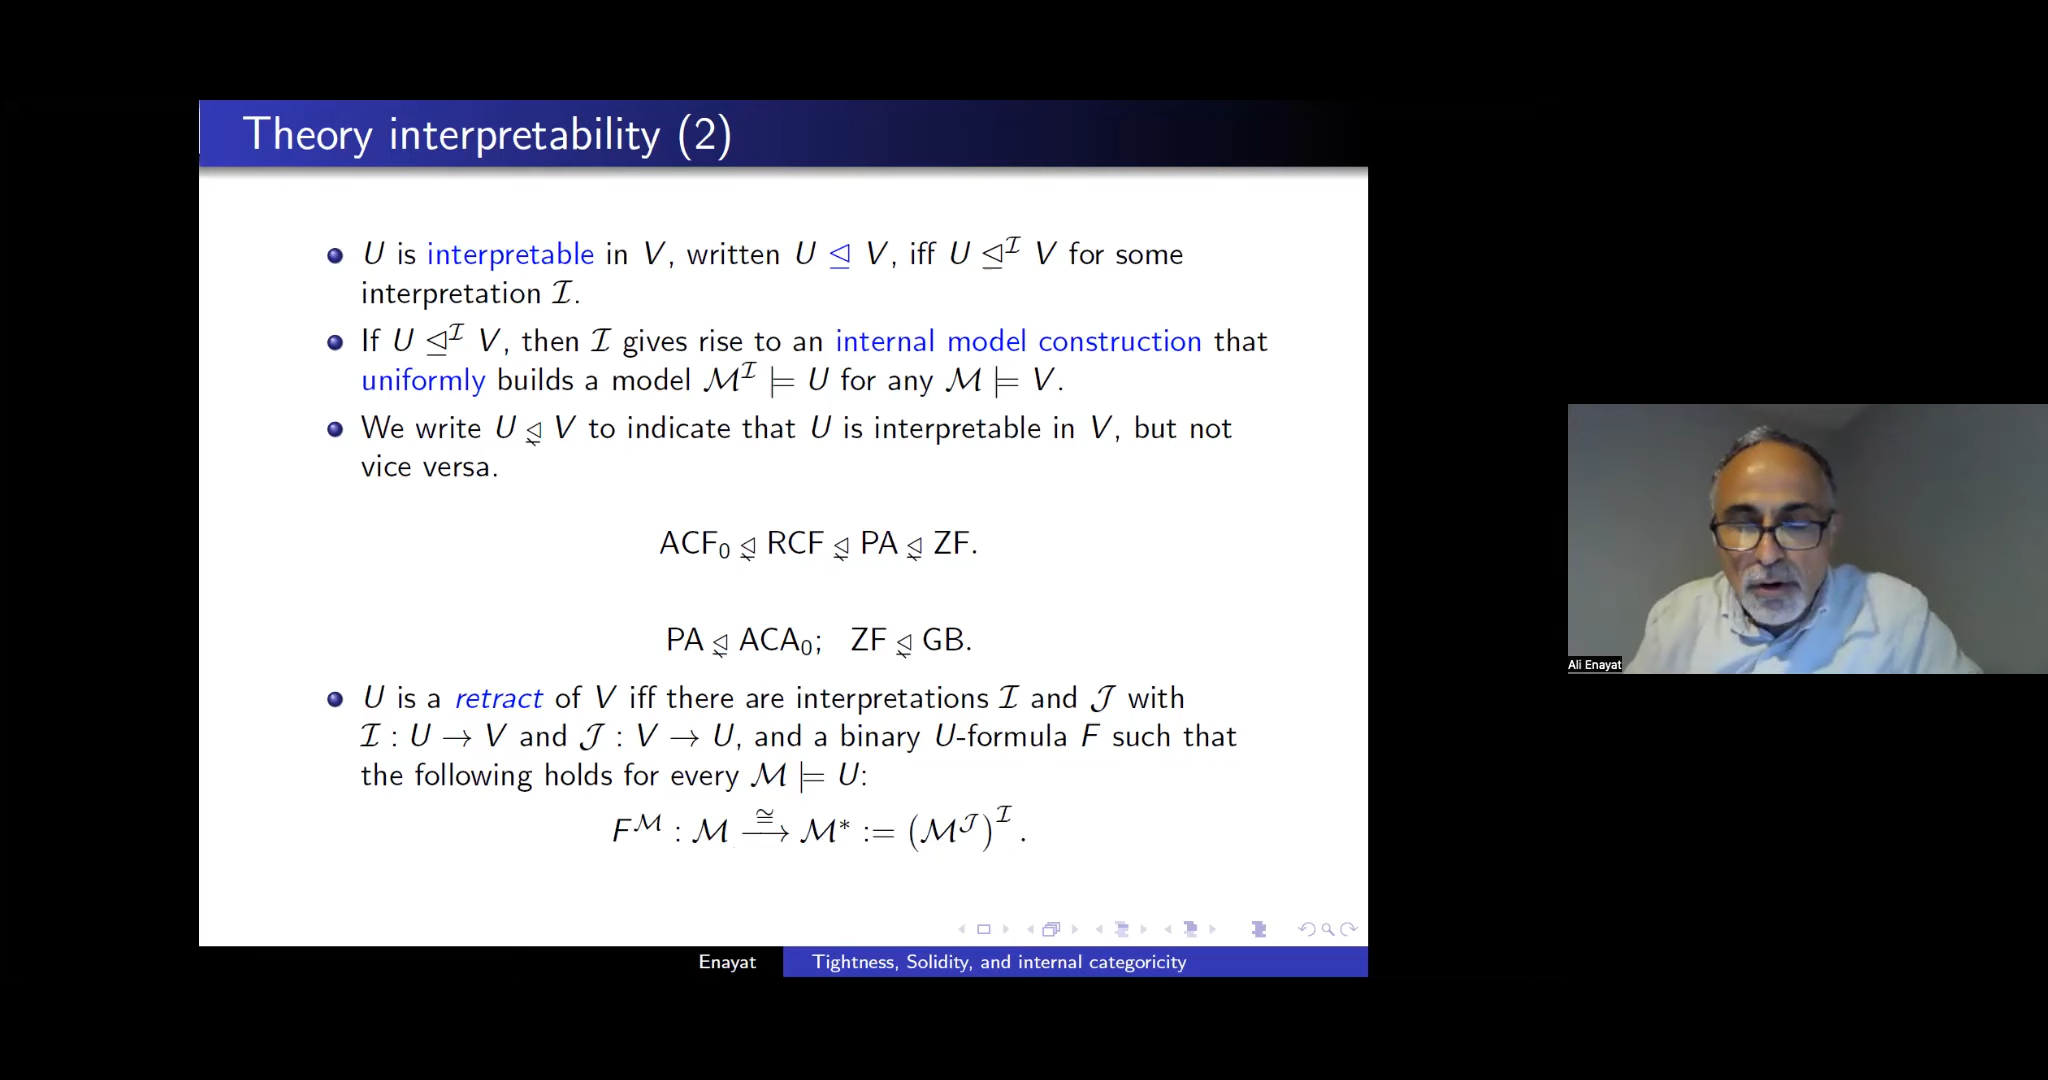 Theory interpretability (2)
U is interpretable in V, written U ⊴ V, iff U ⊴^ℐ V for some
interpretation ℐ.
If U ⊴^ℐ V, then ℐ gives rise to an internal model construction that
uniformly builds a model ℳ^ℐ ⊨ U for any ℳ ⊨ V.
We write U ⋬ V to indicate that U is interpretable in V, but not
vice versa.
ACF₀ ⋬ RCF ⋬ PA ⋬ ZF.
PA ⋬ ACA₀; ZF ⋬ GB.
U is a retract of V iff there are interpretations ℐ and 𝒥 with
ℐ : U → V and 𝒥 : V → U, and a binary U-formula F such that
the following holds for every ℳ ⊨ U:
F^ℳ : ℳ ≅→ ℳ* := (ℳ^𝒥)^ℐ.
Enayat
Tightness, Solidity, and internal categoricity
Ali Enayat